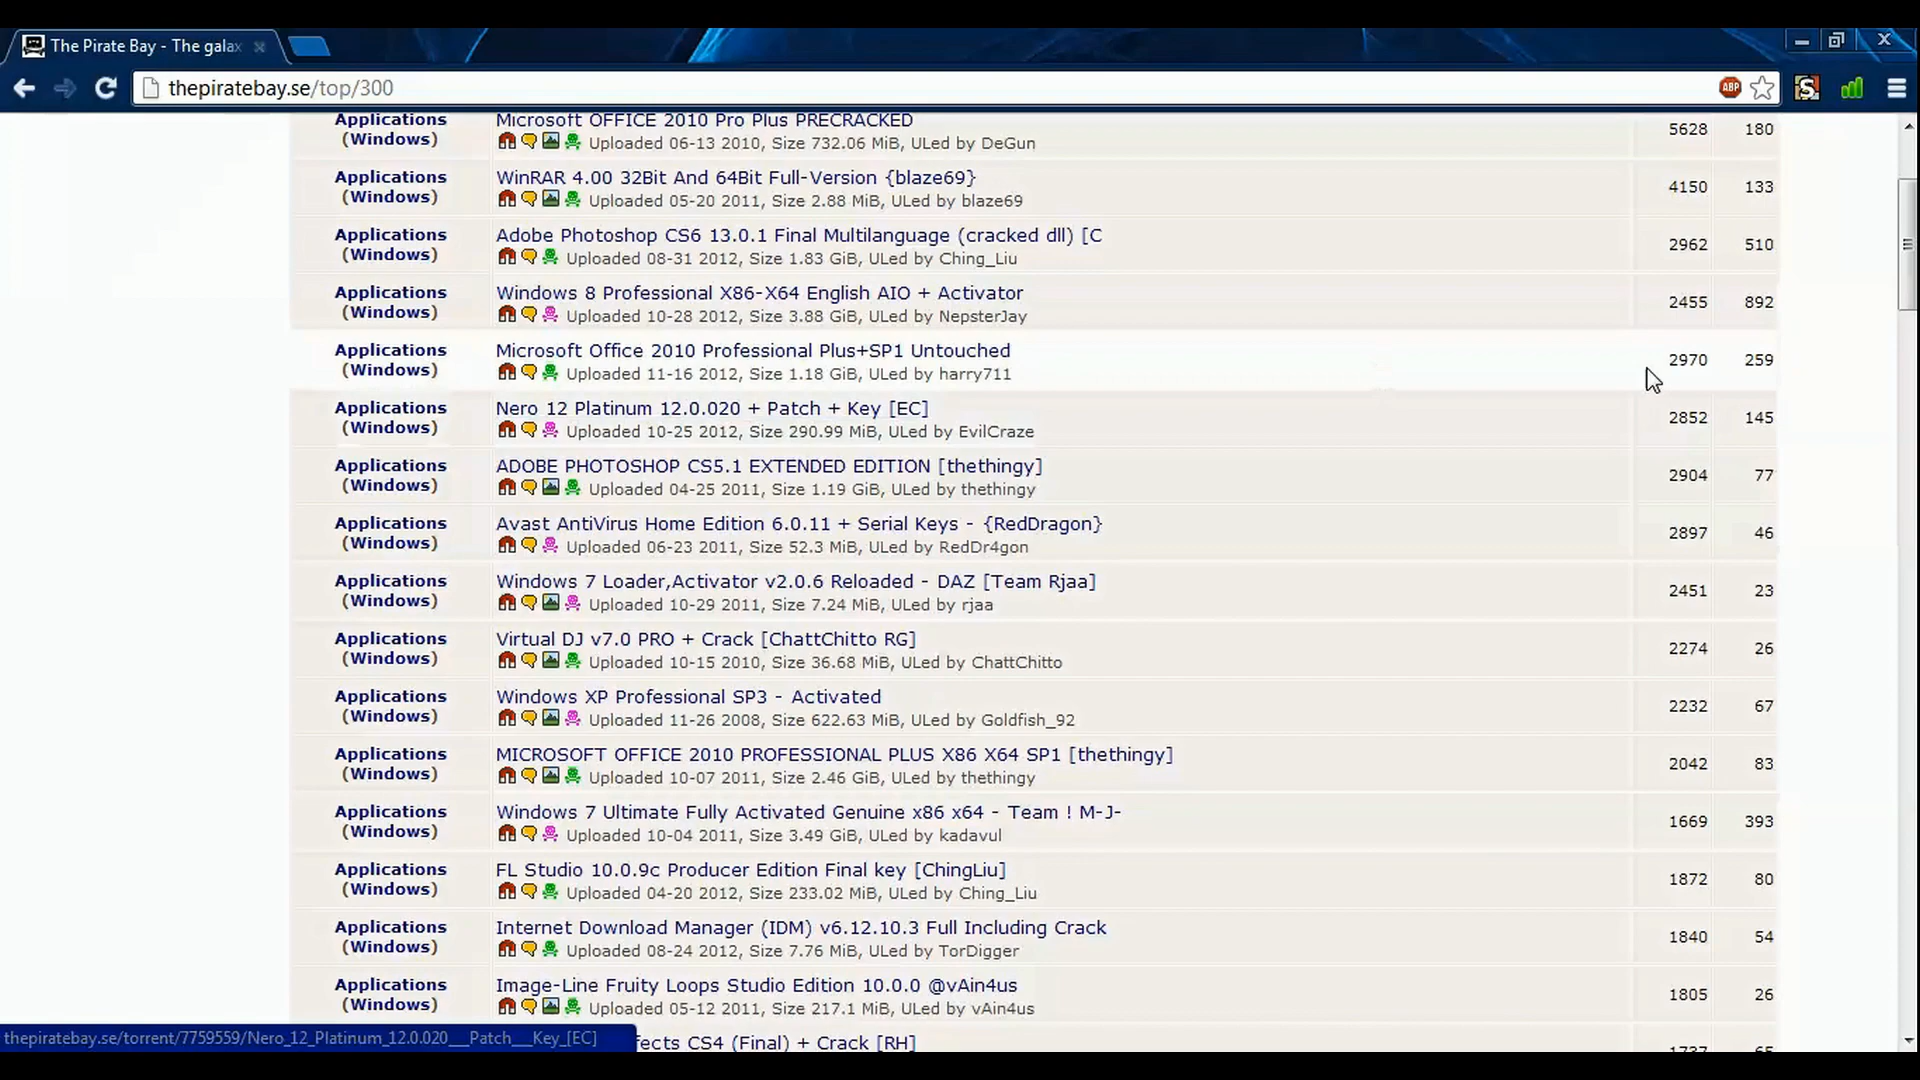 The Pirate Bay - The galax
thepiratebay.se/top/300
ABP
Applications
(Windows)
Microsoft OFFICE 2010 Pro Plus PRECRACKED
Uploaded 06-13 2010, Size 732.06 MiB, ULed by DeGun
5628 180
Applications
(Windows)
WinRAR 4.00 32Bit And 64Bit Full-Version {blaze69}
Uploaded 05-20 2011, Size 2.88 MiB, ULed by blaze69
4150 133
Applications
(Windows)
Adobe Photoshop CS6 13.0.1 Final Multilanguage (cracked dll) [C
Uploaded 08-31 2012, Size 1.83 GiB, ULed by Ching_Liu
2962 510
Applications
(Windows)
Windows 8 Professional X86-X64 English AIO + Activator
Uploaded 10-28 2012, Size 3.88 GiB, ULed by NepsterJay
2455 892
Applications
(Windows)
Microsoft Office 2010 Professional Plus+SP1 Untouched
Uploaded 11-16 2012, Size 1.18 GiB, ULed by harry711
2970 259
Applications
(Windows)
Nero 12 Platinum 12.0.020 + Patch + Key [EC]
Uploaded 10-25 2012, Size 290.99 MiB, ULed by EvilCraze
2852 145
Applications
(Windows)
ADOBE PHOTOSHOP CS5.1 EXTENDED EDITION [thethingy]
Uploaded 04-25 2011, Size 1.19 GiB, ULed by thethingy
2904 77
Applications
(Windows)
Avast AntiVirus Home Edition 6.0.11 + Serial Keys - {RedDragon}
Uploaded 06-23 2011, Size 52.3 MiB, ULed by RedDr4gon
2897 46
Applications
(Windows)
Windows 7 Loader,Activator v2.0.6 Reloaded - DAZ [Team Rjaa]
Uploaded 10-29 2011, Size 7.24 MiB, ULed by rjaa
2451 23
Applications
(Windows)
Virtual DJ v7.0 PRO + Crack [ChattChitto RG]
Uploaded 10-15 2010, Size 36.68 MiB, ULed by ChattChitto
2274 26
Applications
(Windows)
Windows XP Professional SP3 - Activated
Uploaded 11-26 2008, Size 622.63 MiB, ULed by Goldfish_92
2232 67
Applications
(Windows)
MICROSOFT OFFICE 2010 PROFESSIONAL PLUS X86 X64 SP1 [thethingy]
Uploaded 10-07 2011, Size 2.46 GiB, ULed by thethingy
2042 83
Applications
(Windows)
Windows 7 Ultimate Fully Activated Genuine x86 x64 - Team ! M-J-
Uploaded 10-04 2011, Size 3.49 GiB, ULed by kadavul
1669 393
Applications
(Windows)
FL Studio 10.0.9c Producer Edition Final key [ChingLiu]
Uploaded 04-20 2012, Size 233.02 MiB, ULed by Ching_Liu
1872 80
Applications
(Windows)
Internet Download Manager (IDM) v6.12.10.3 Full Including Crack
Uploaded 08-24 2012, Size 7.76 MiB, ULed by TorDigger
1840 54
Applications
(Windows)
Image-Line Fruity Loops Studio Edition 10.0.0 @vAin4us
Uploaded 05-12 2011, Size 217.1 MiB, ULed by vAin4us
1805 26
thepiratebay.se/torrent/7759559/Nero_12_Platinum_12.0.020___Patch___Key_[EC]
fects CS4 (Final) + Crack [RH]